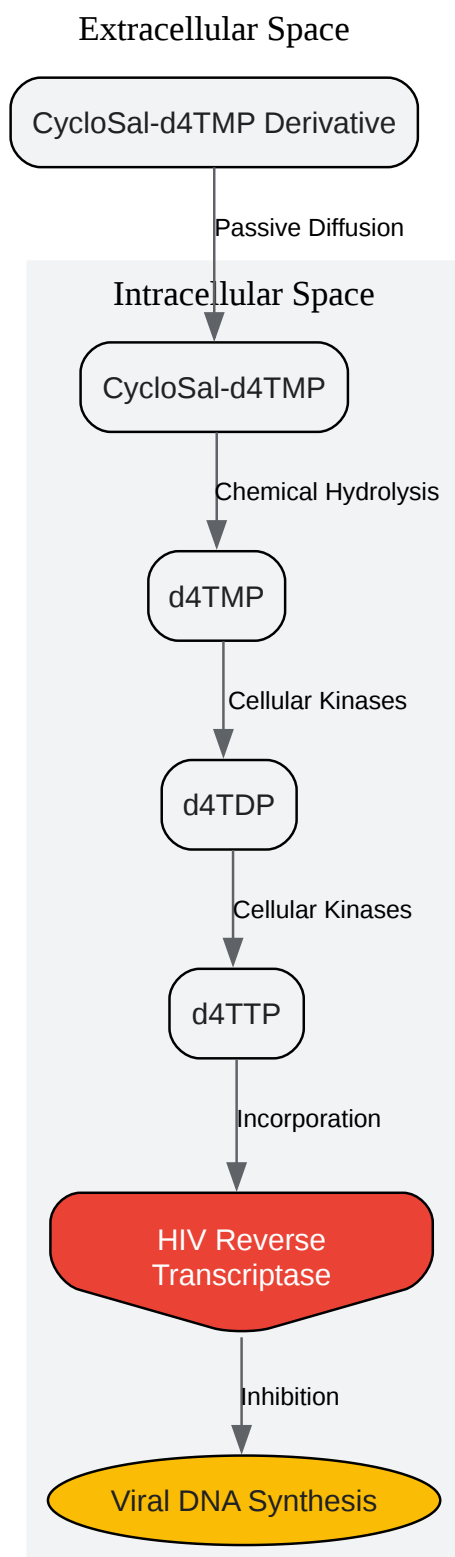 Extracellular Space
CycloSal-d4TMP Derivative
Passive Diffusion
Intracellular Space
CycloSal-d4TMP
Chemical Hydrolysis
d4TMP
Cellular Kinases
d4TDP
Cellular Kinases
d4TTP
Incorporation
HIV Reverse
Transcriptase
Inhibition
Viral DNA Synthesis